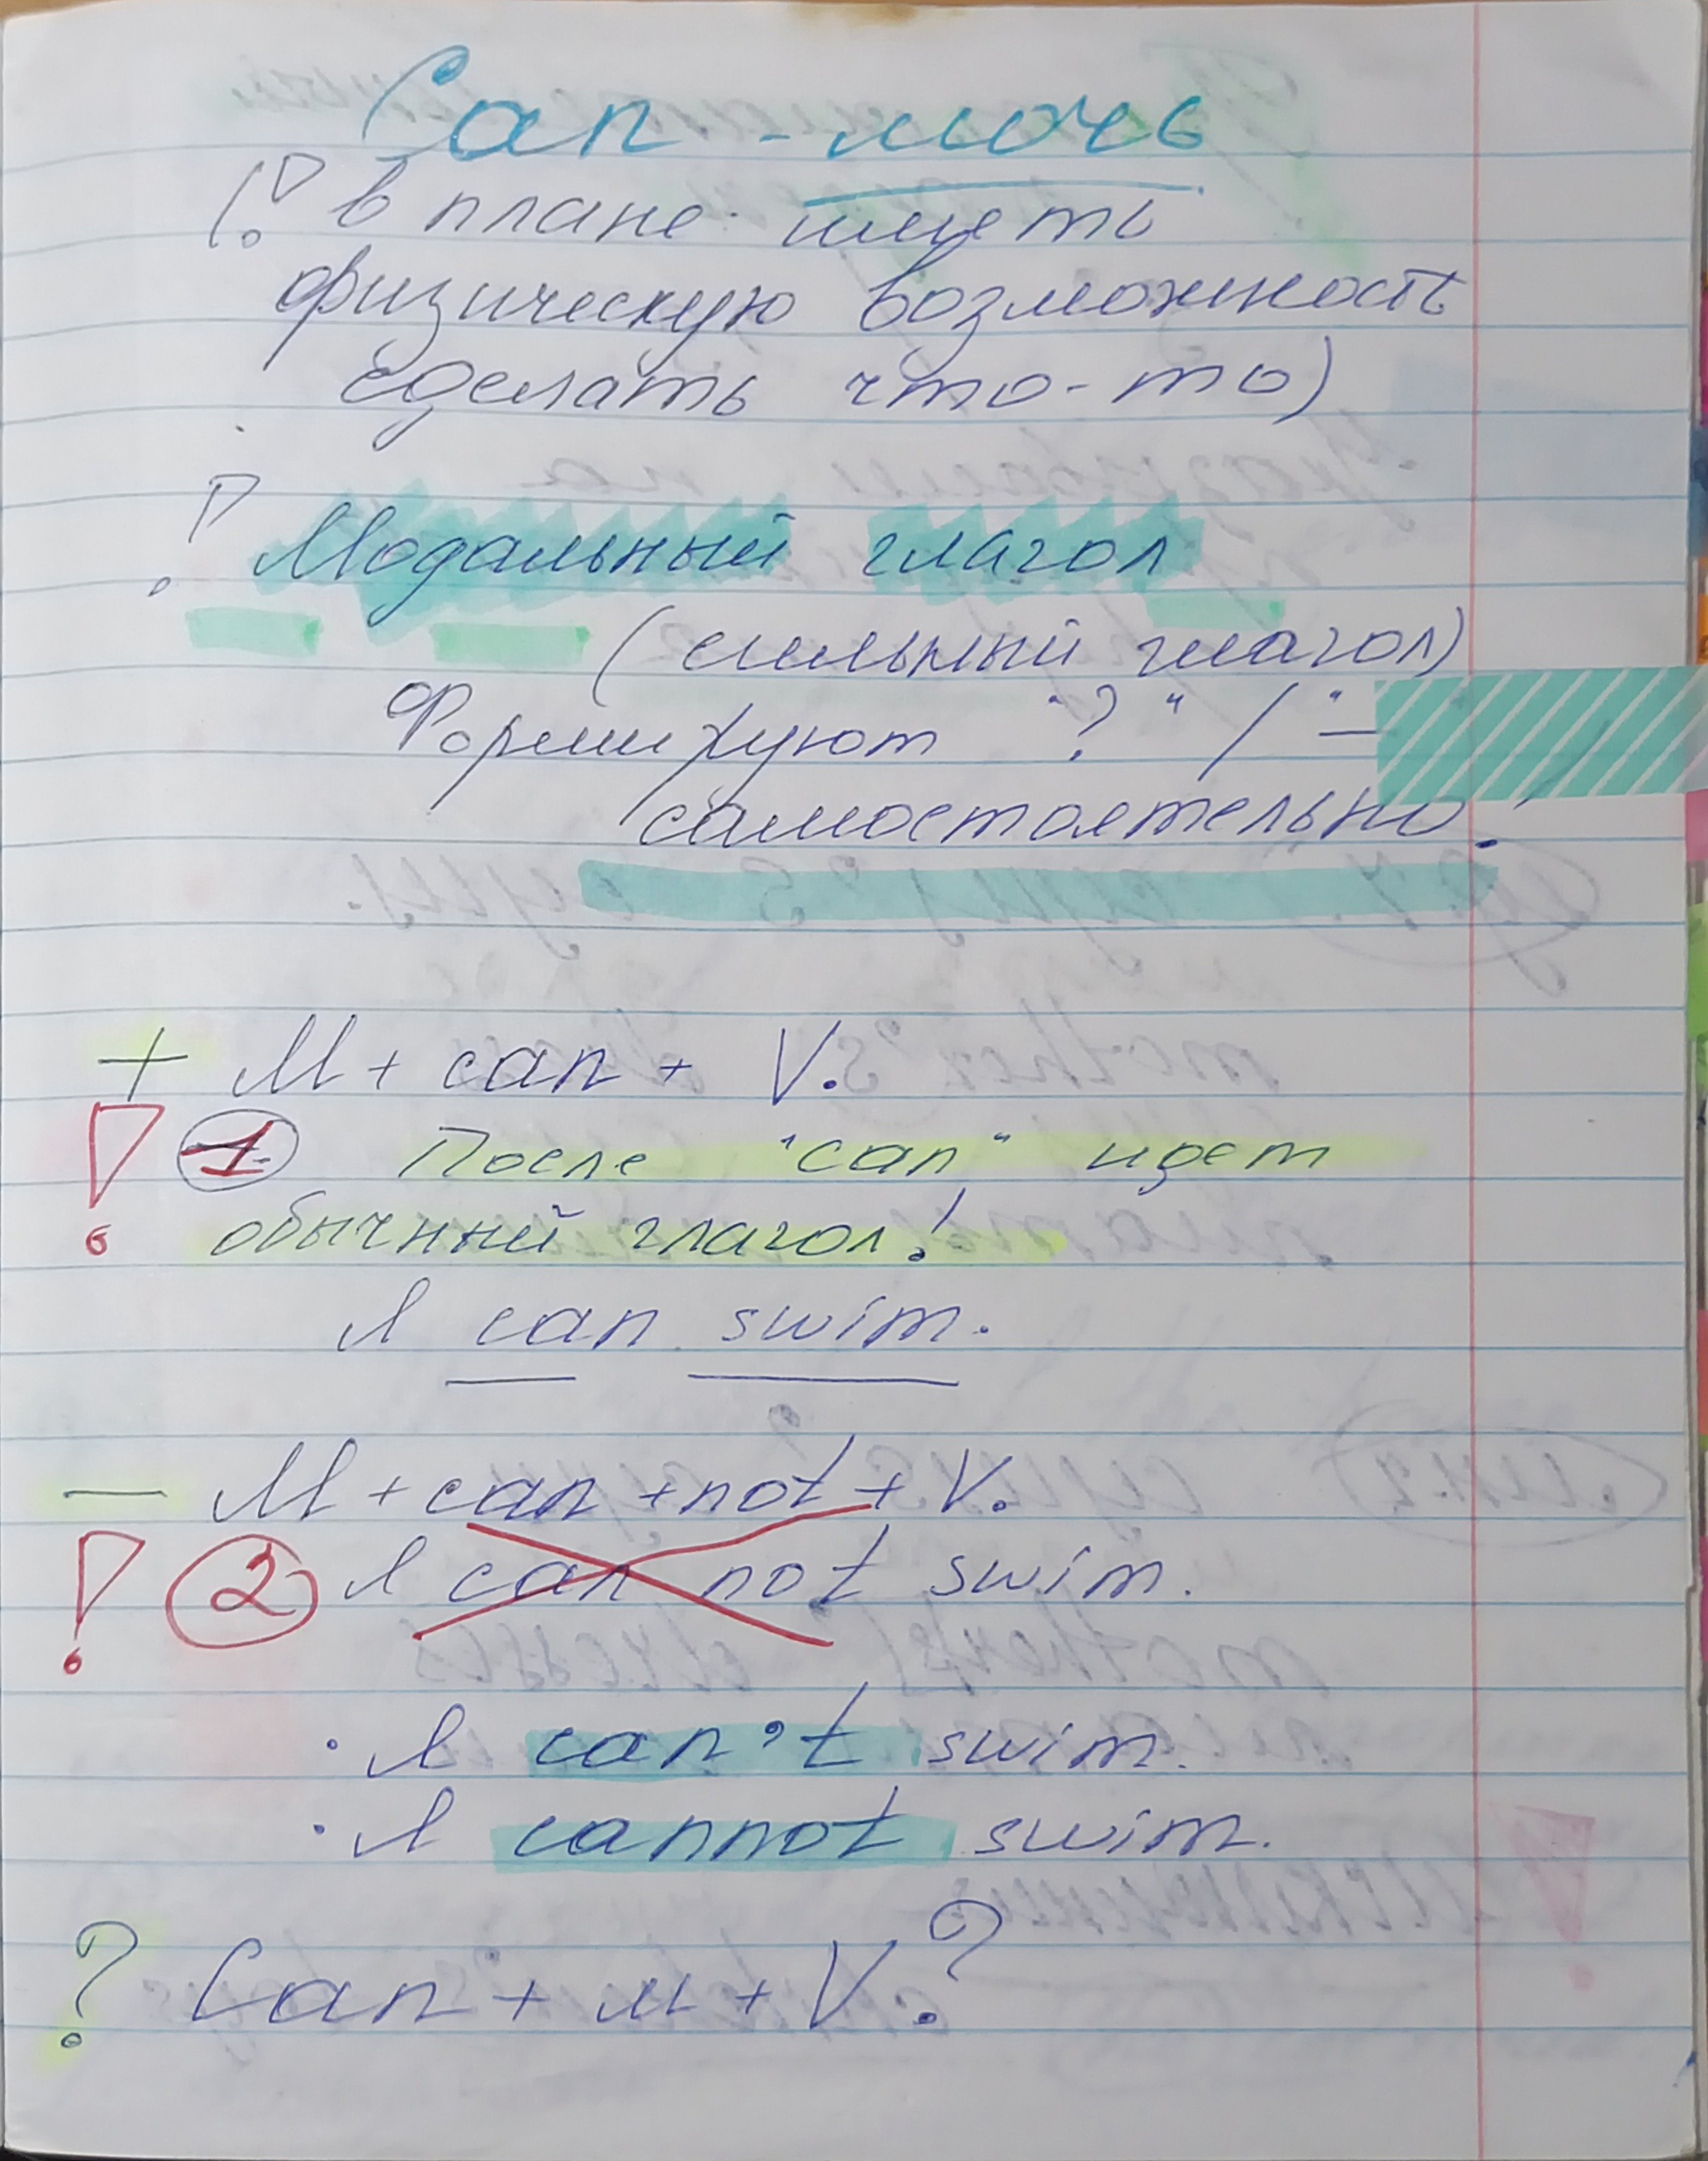 Can - мочь
(! в плане иметь
физическую возможность
сделать что-то)
! Модальный глагол
(сильный глагол)
Формируют "?" / "—
самостоятельно!
+ М + can + V.
! 1. После "can" идет
обычнний глагол!
I can swim.
— М + can + not + V.
! 2 I can not swim.
· I can't swim.
· I cannot swim.
? Can + м + V.?